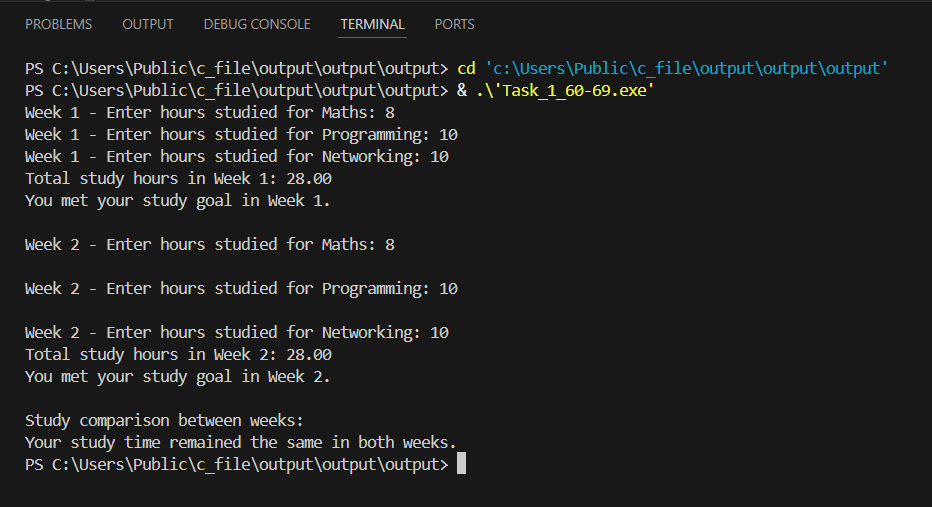 PROBLEMS OUTPUT DEBUG CONSOLE TERMINAL PORTS
PS C:\Users\Public\c_file\output\output\output> cd 'c:\Users\Public\c_file\output\output\output'
PS C:\Users\Public\c_file\output\output\output> & .\'Task_1_60-69.exe'
Week 1 - Enter hours studied for Maths: 8
Week 1 - Enter hours studied for Programming: 10
Week 1 - Enter hours studied for Networking: 10
Total study hours in Week 1: 28.00
You met your study goal in Week 1.
Week 2 - Enter hours studied for Maths: 8
Week 2 - Enter hours studied for Programming: 10
Week 2 - Enter hours studied for Networking: 10
Total study hours in Week 2: 28.00
You met your study goal in Week 2.
Study comparison between weeks:
Your study time remained the same in both weeks.
PS C:\Users\Public\c_file\output\output\output>